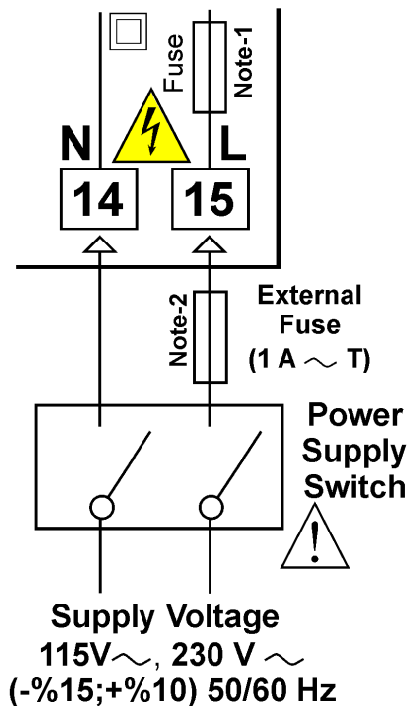 Fuse
Note-1
N L
14 15
Note-2
External
Fuse
(1 A ~ T)
Power
Supply
Switch
!
Supply Voltage
115V~, 230 V ~
(-%15;+%10) 50/60 Hz